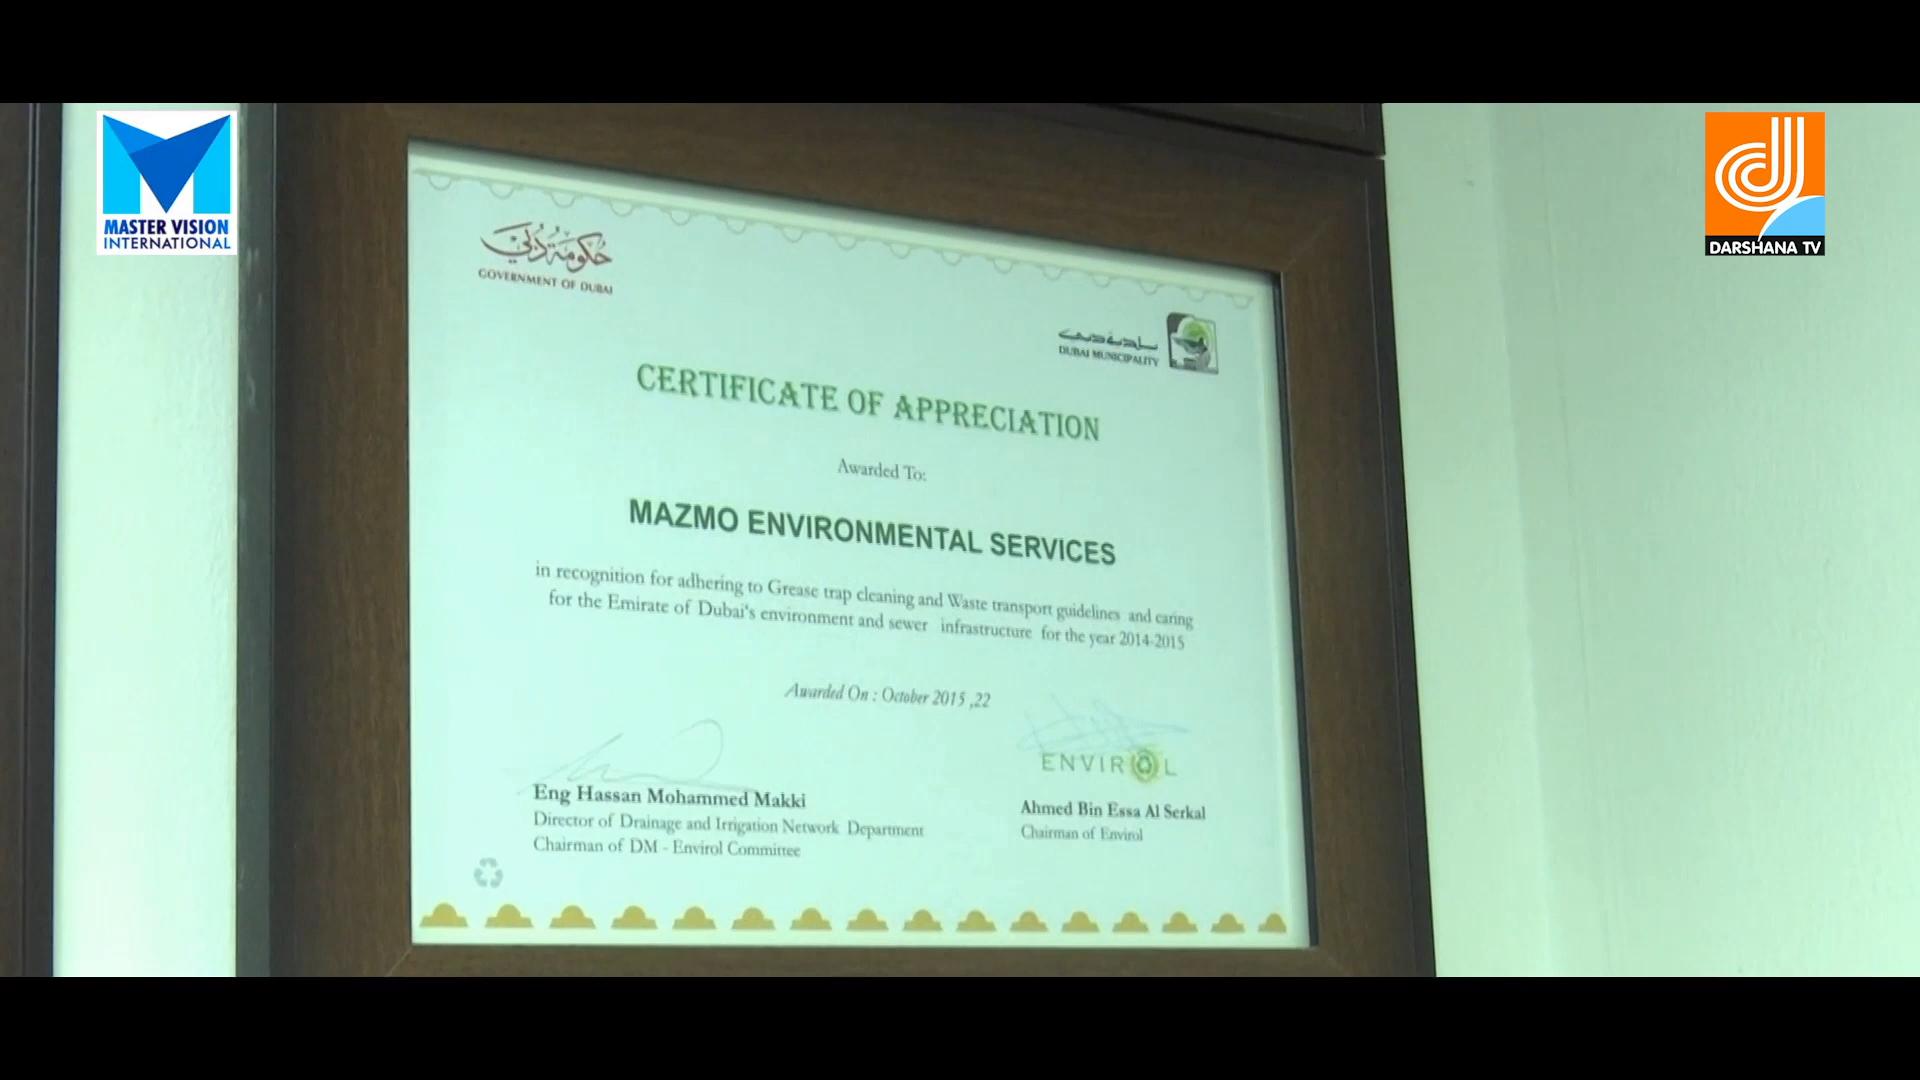 MASTER VISION
INTERNATIONAL
DARSHANA TV
حكومة دبي
GOVERNMENT OF DUBAI
بلدية دبي
DUBAI MUNICIPALITY
CERTIFICATE OF APPRECIATION
Awarded To:
MAZMO ENVIRONMENTAL SERVICES
in recognition for adhering to Grease trap cleaning and Waste transport guidelines and caring
for the Emirate of Dubai's environment and sewer infrastructure for the year 2014-2015
Awarded On : October 2015 ,22
ENVIROL
Eng Hassan Mohammed Makki
Director of Drainage and Irrigation Network Department
Chairman of DM - Envirol Committee
Ahmed Bin Essa Al Serkal
Chairman of Envirol